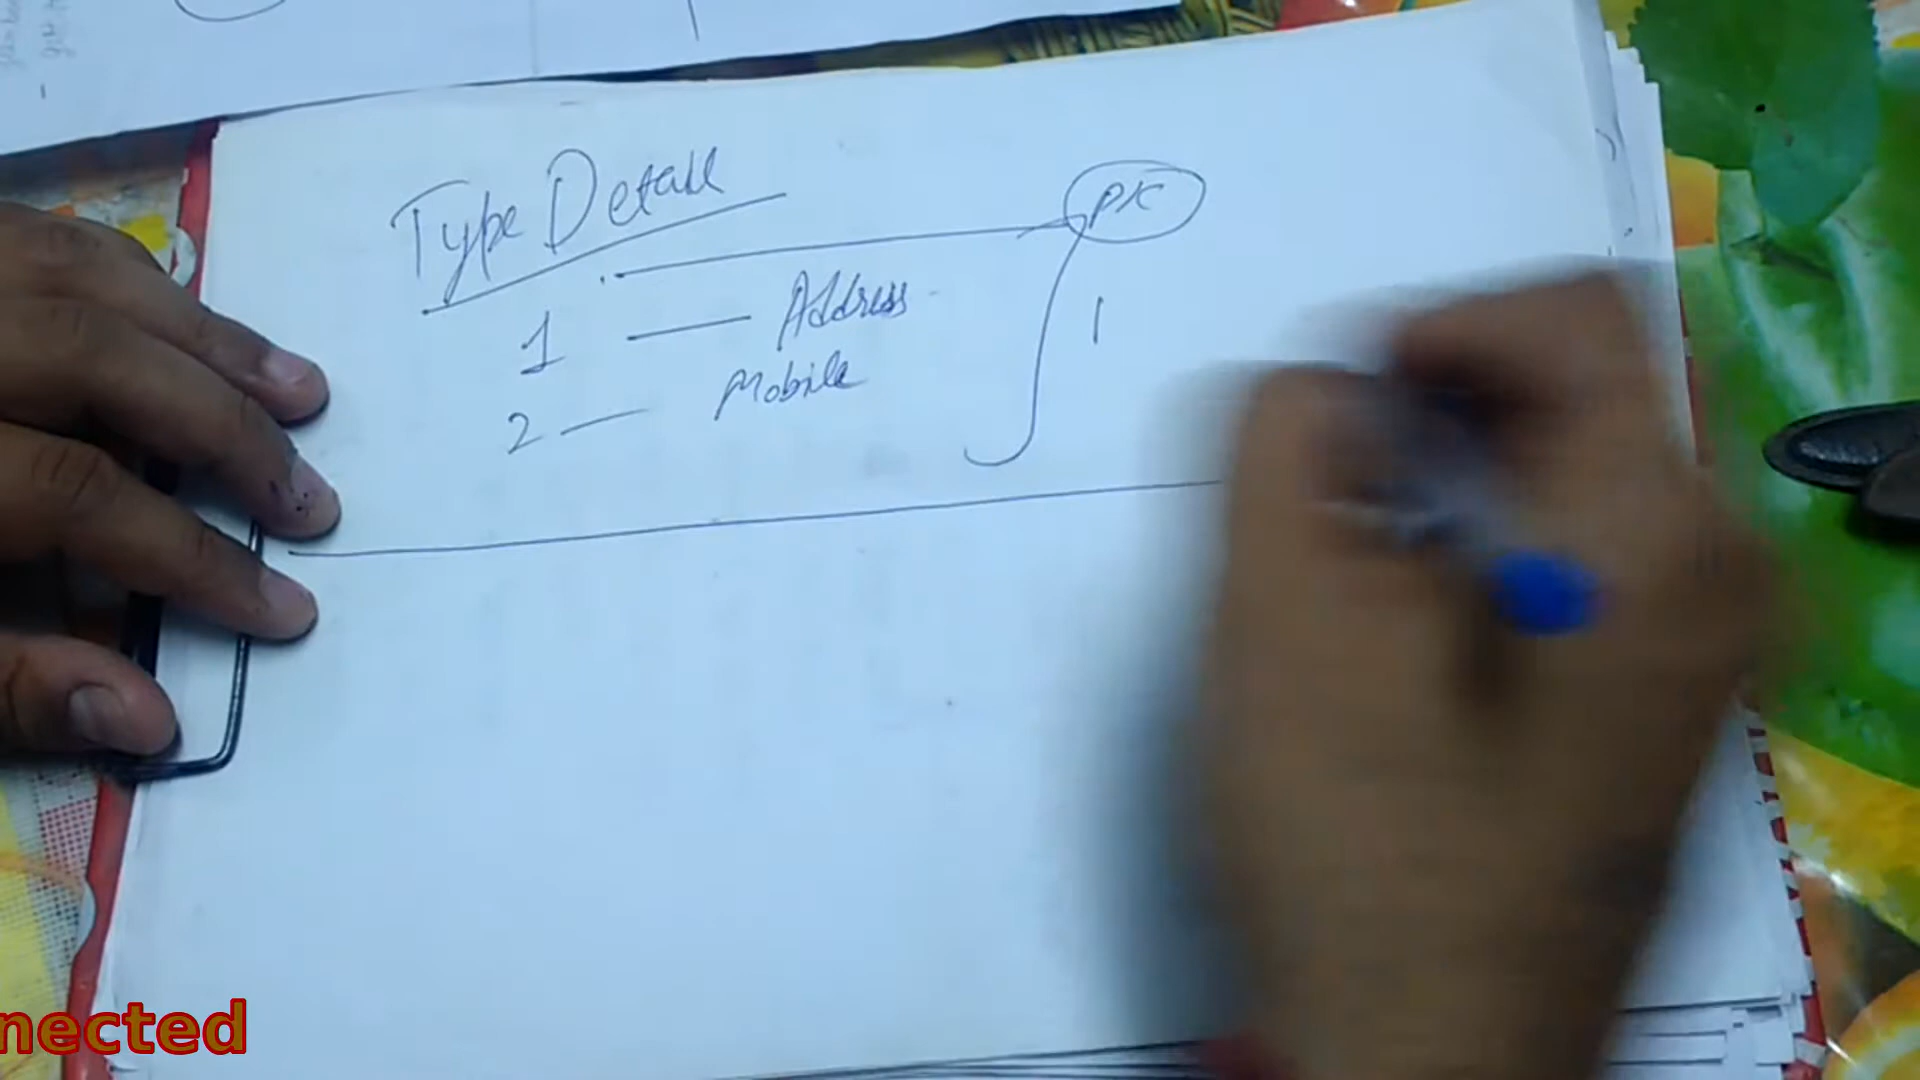 Type Detail
PK
1 — Address
1
2 — Mobile
nected